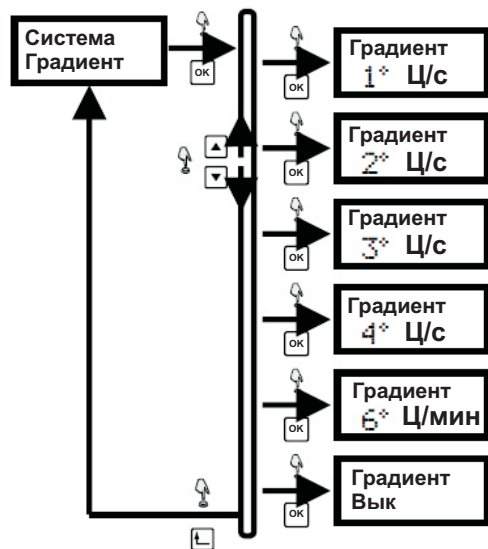 Система
Градиент
OK
OK
Градиент
1° Ц/с
OK
Градиент
2° Ц/с
OK
Градиент
3° Ц/с
OK
Градиент
4° Ц/с
OK
Градиент
6° Ц/мин
OK
Градиент
Вык
OK